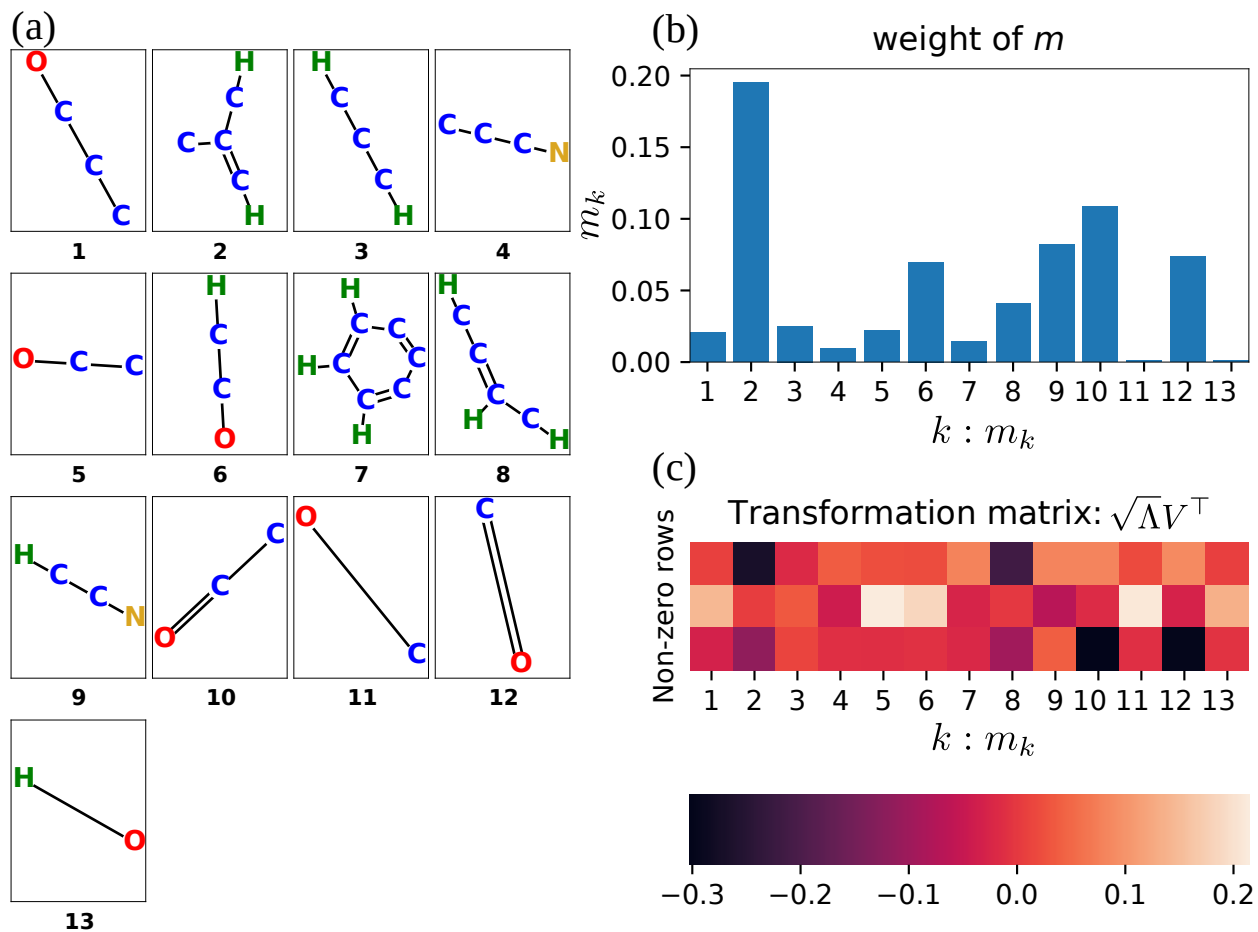 (a)
O
C
C
C
1
H
C
C
C
C
H
2
H
C
C
C
H
3
C
C
C
N
4
O
C
C
5
H
C
C
O
6
H
C
C
H
C
C
C
C
H
7
H
C
C
C
H
C
H
8
H
C
C
N
9
C
C
O
10
O
C
11
C
O
12
H
O
13
(b)
weight of m
m_k
0.20
0.15
0.10
0.05
0.00
1 2 3 4 5 6 7 8 9 10 11 12 13
k : m_k
(c)
Transformation matrix: √ΛV⊤
Non-zero rows
1 2 3 4 5 6 7 8 9 10 11 12 13
k : m_k
−0.3 −0.2 −0.1 0.0 0.1 0.2